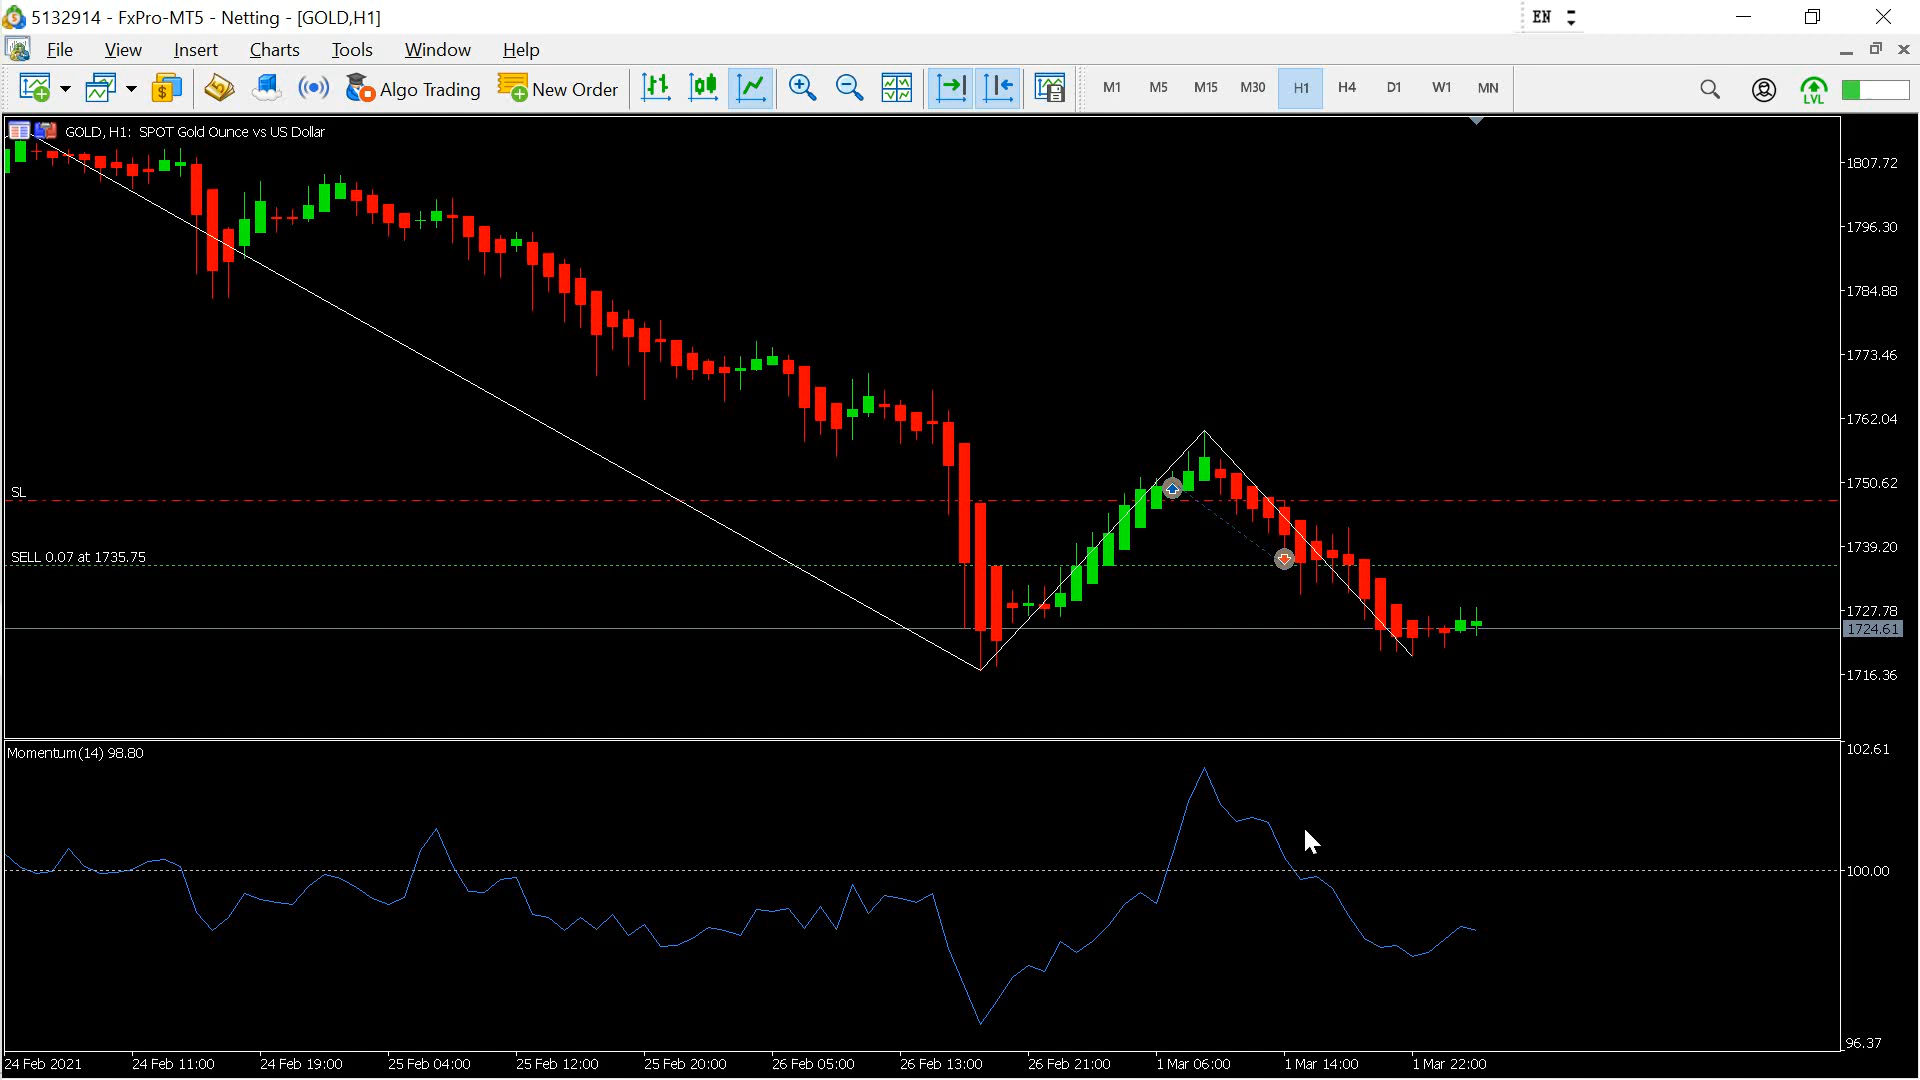 5132914 - FxPro-MT5 - Netting - [GOLD,H1]
EN
File View Insert Charts Tools Window Help
Algo Trading New Order M1 M5 M15 M30 H1 H4 D1 W1 MN LVL
GOLD, H1: SPOT Gold Ounce vs US Dollar
1807.72
1796.30
1784.88
1773.46
1762.04
SL
1750.62
1739.20
SELL 0.07 at 1735.75
1727.78
1724.61
1716.36
Momentum(14) 98.80
102.61
100.00
96.37
24 Feb 2021 24 Feb 11:00 24 Feb 19:00 25 Feb 04:00 25 Feb 12:00 25 Feb 20:00 26 Feb 05:00 26 Feb 13:00 26 Feb 21:00 1 Mar 06:00 1 Mar 14:00 1 Mar 22:00